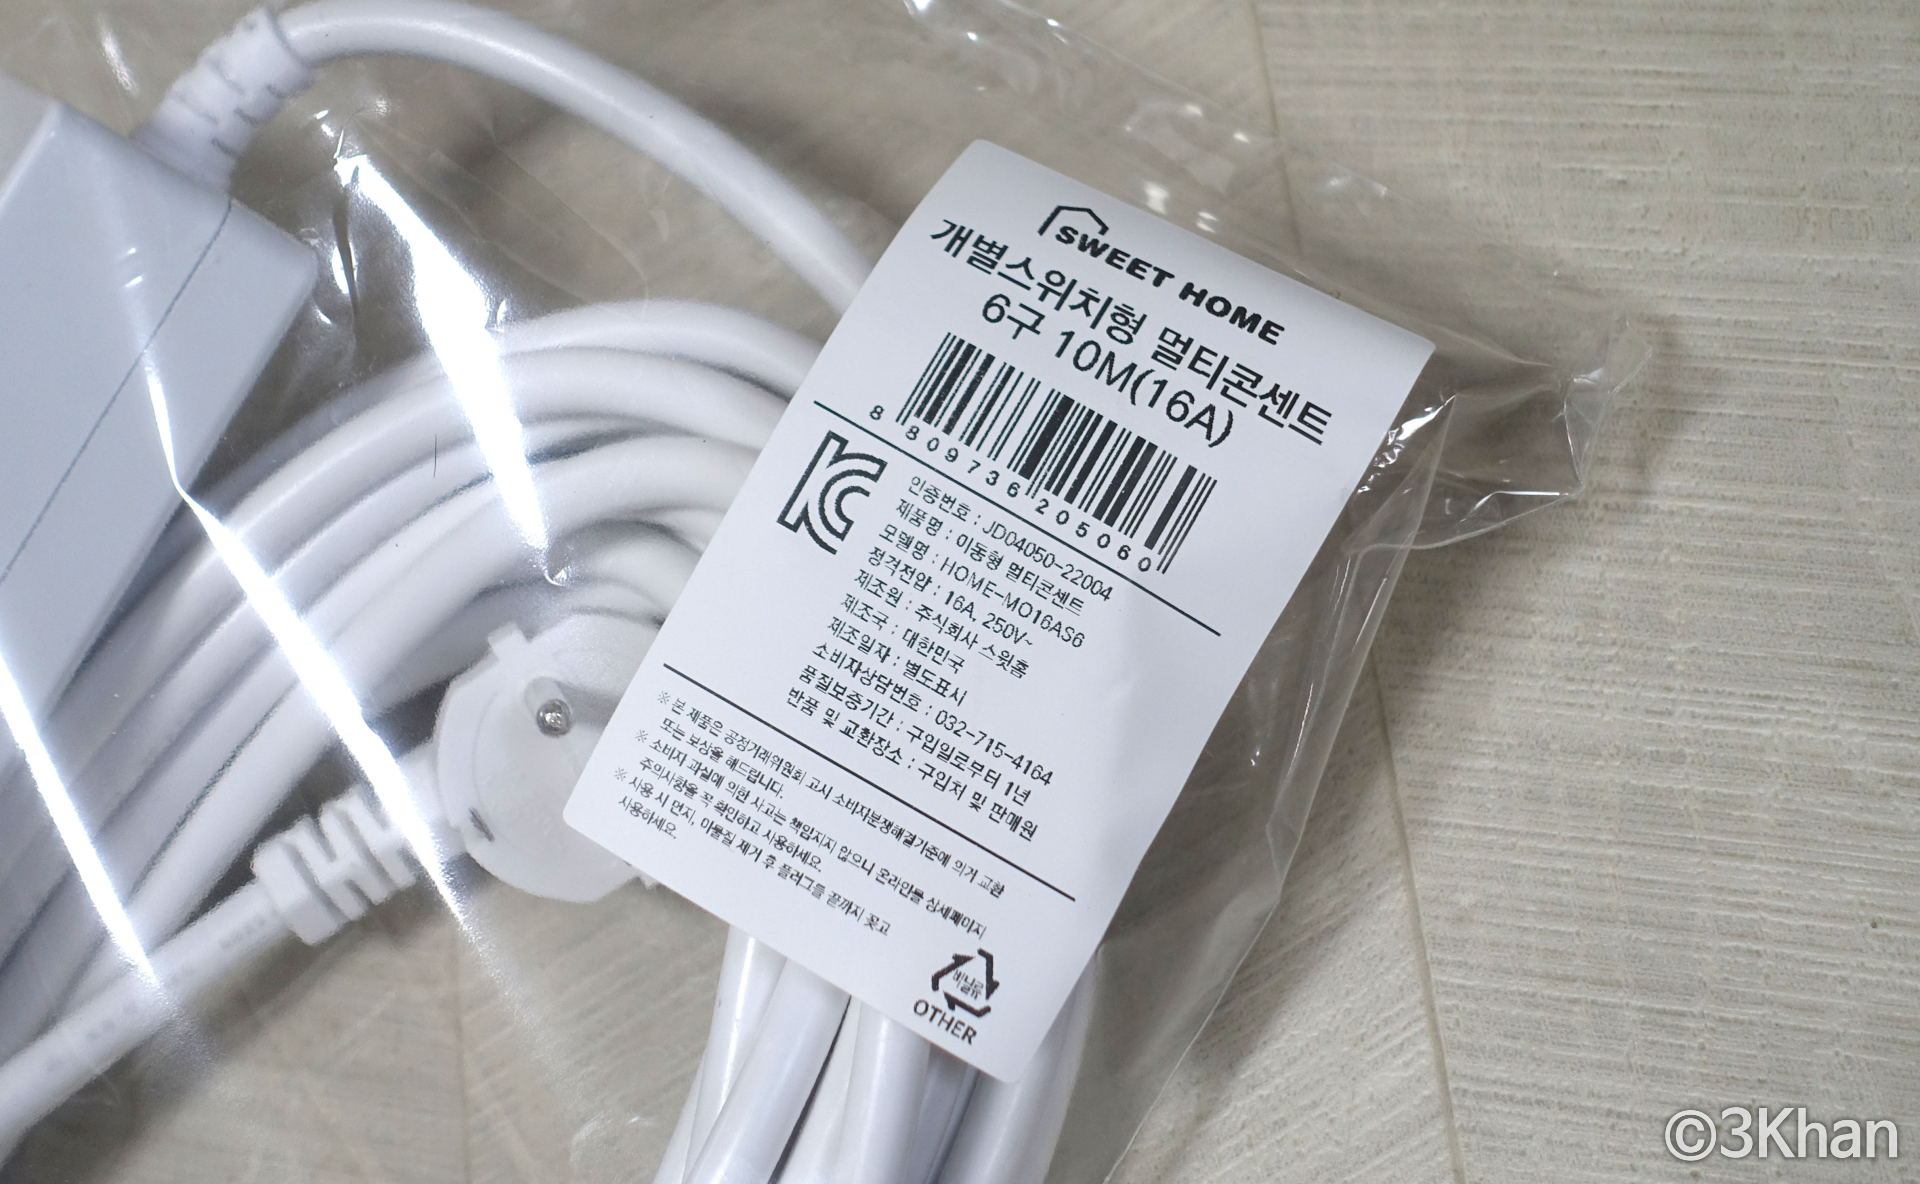 SWEET HOME
개별스위치형 멀티콘센트
6구 10M(16A)
8 809736 205060
인증번호 : JD04050-22004
제품명 : 이동형 멀티콘센트
모델명 : HOME-MO16AS6
정격전압 : 16A, 250V~
제조원 : 주식회사 스윗홈
제조국 : 대한민국
제조일자 : 별도표시
소비자상담번호 : 032-715-4164
품질보증기간 : 구입일로부터 1년
반품 및 교환장소 : 구입처 및 판매원
※ 본 제품은 공정거래위원회 고시 소비자분쟁해결기준에 의거 교환
또는 보상을 해드립니다.
※ 소비자 과실에 의한 사고는 책임지지 않으니 온라인몰 상세페이지
주의사항을 꼭 확인하고 사용하세요.
※ 사용 시 먼지, 이물질 제거 후 플러그를 끝까지 꽂고
사용하세요.
비닐류
OTHER
©3Khan